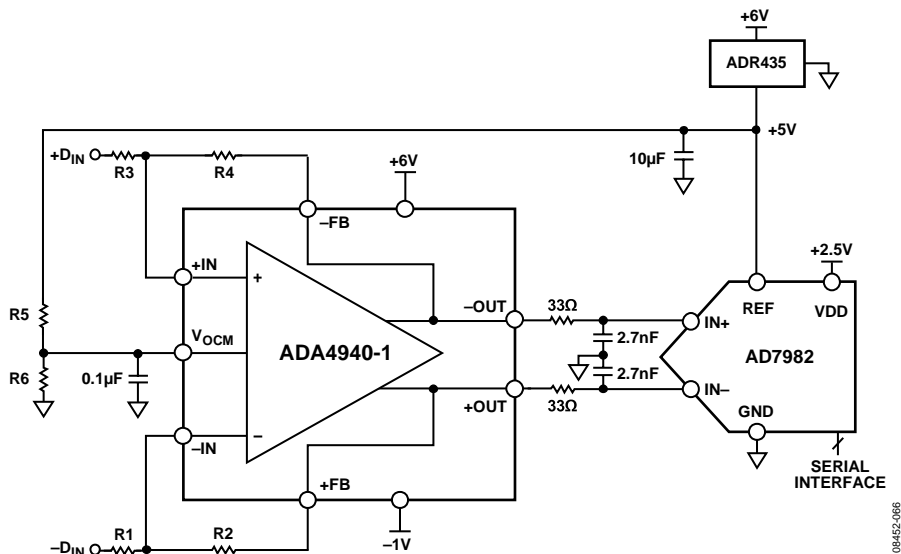 +6V
ADR435
+5V
+DIN
R3
R4
+6V
10µF
–FB
+2.5V
+IN
+
R5
–OUT
33Ω
IN+
REF
VDD
VOCM
ADA4940-1
2.7nF
AD7982
R6
0.1µF
2.7nF
+OUT
33Ω
IN–
GND
–IN
–
SERIAL
INTERFACE
+FB
–DIN
R1
R2
–1V
08452-066